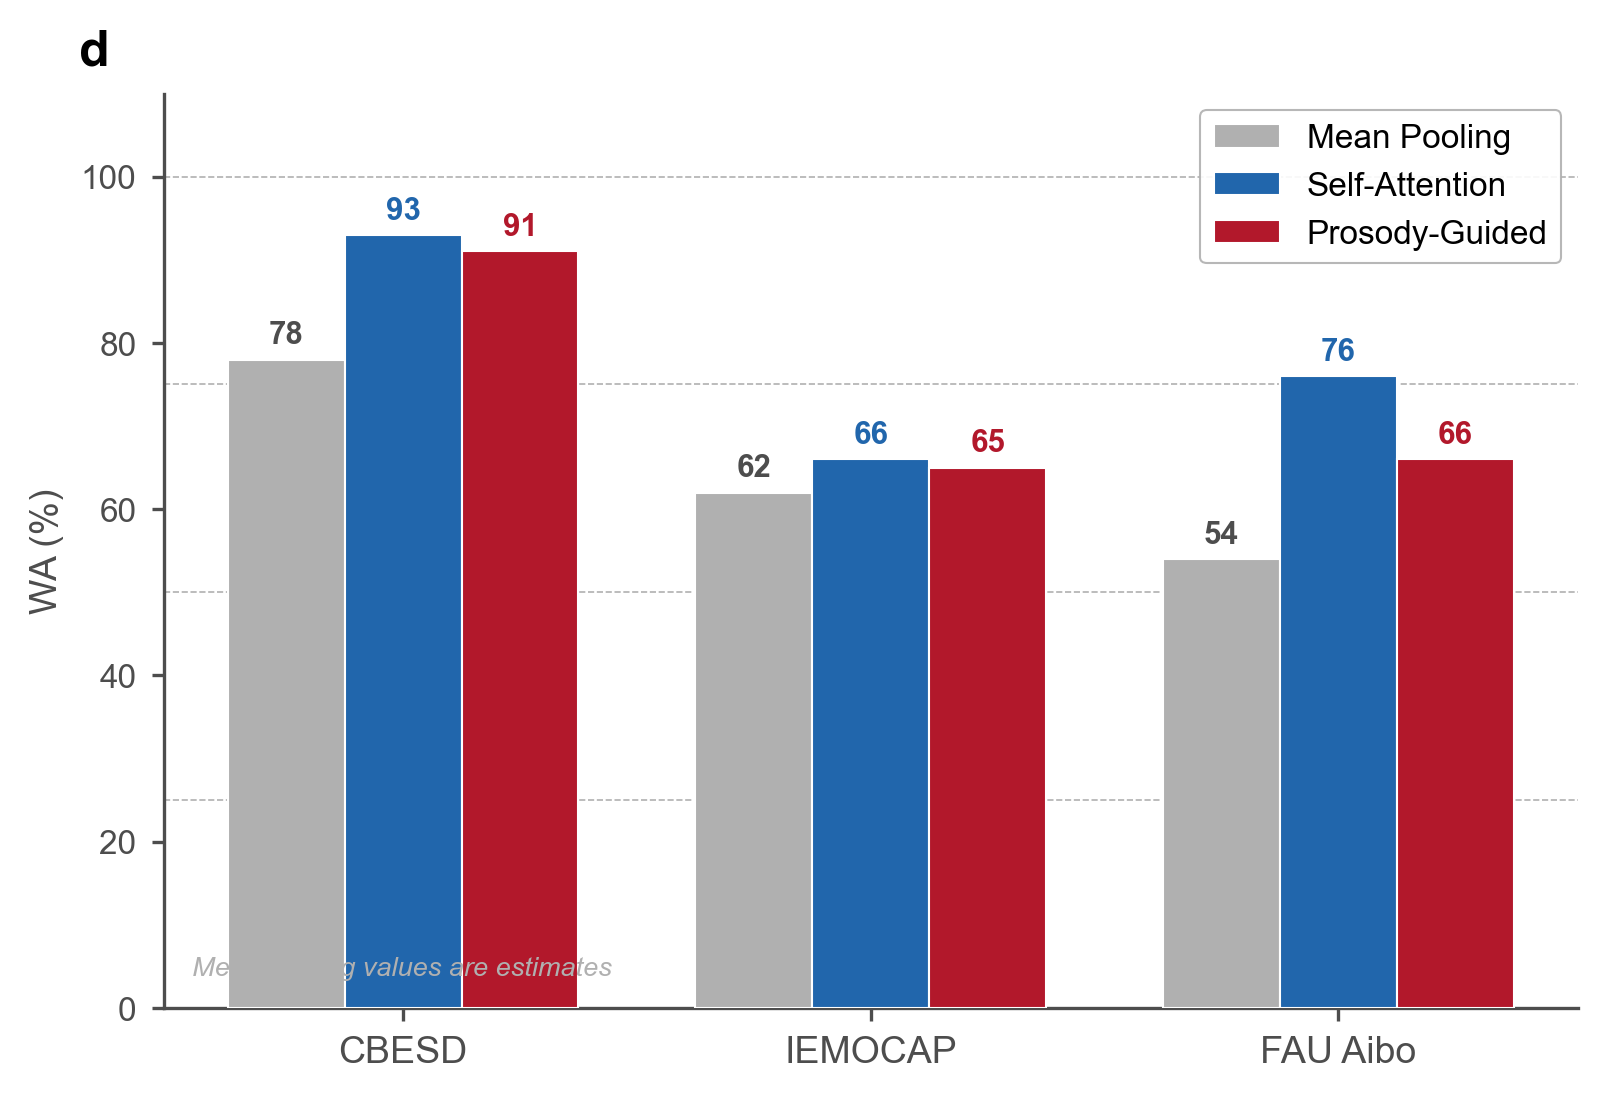 d
WA (%)
100
80
60
40
20
0
Mean Pooling
Self-Attention
Prosody-Guided
78
93
91
62
66
65
54
76
66
values are estimates
CBESD
IEMOCAP
FAU Aibo